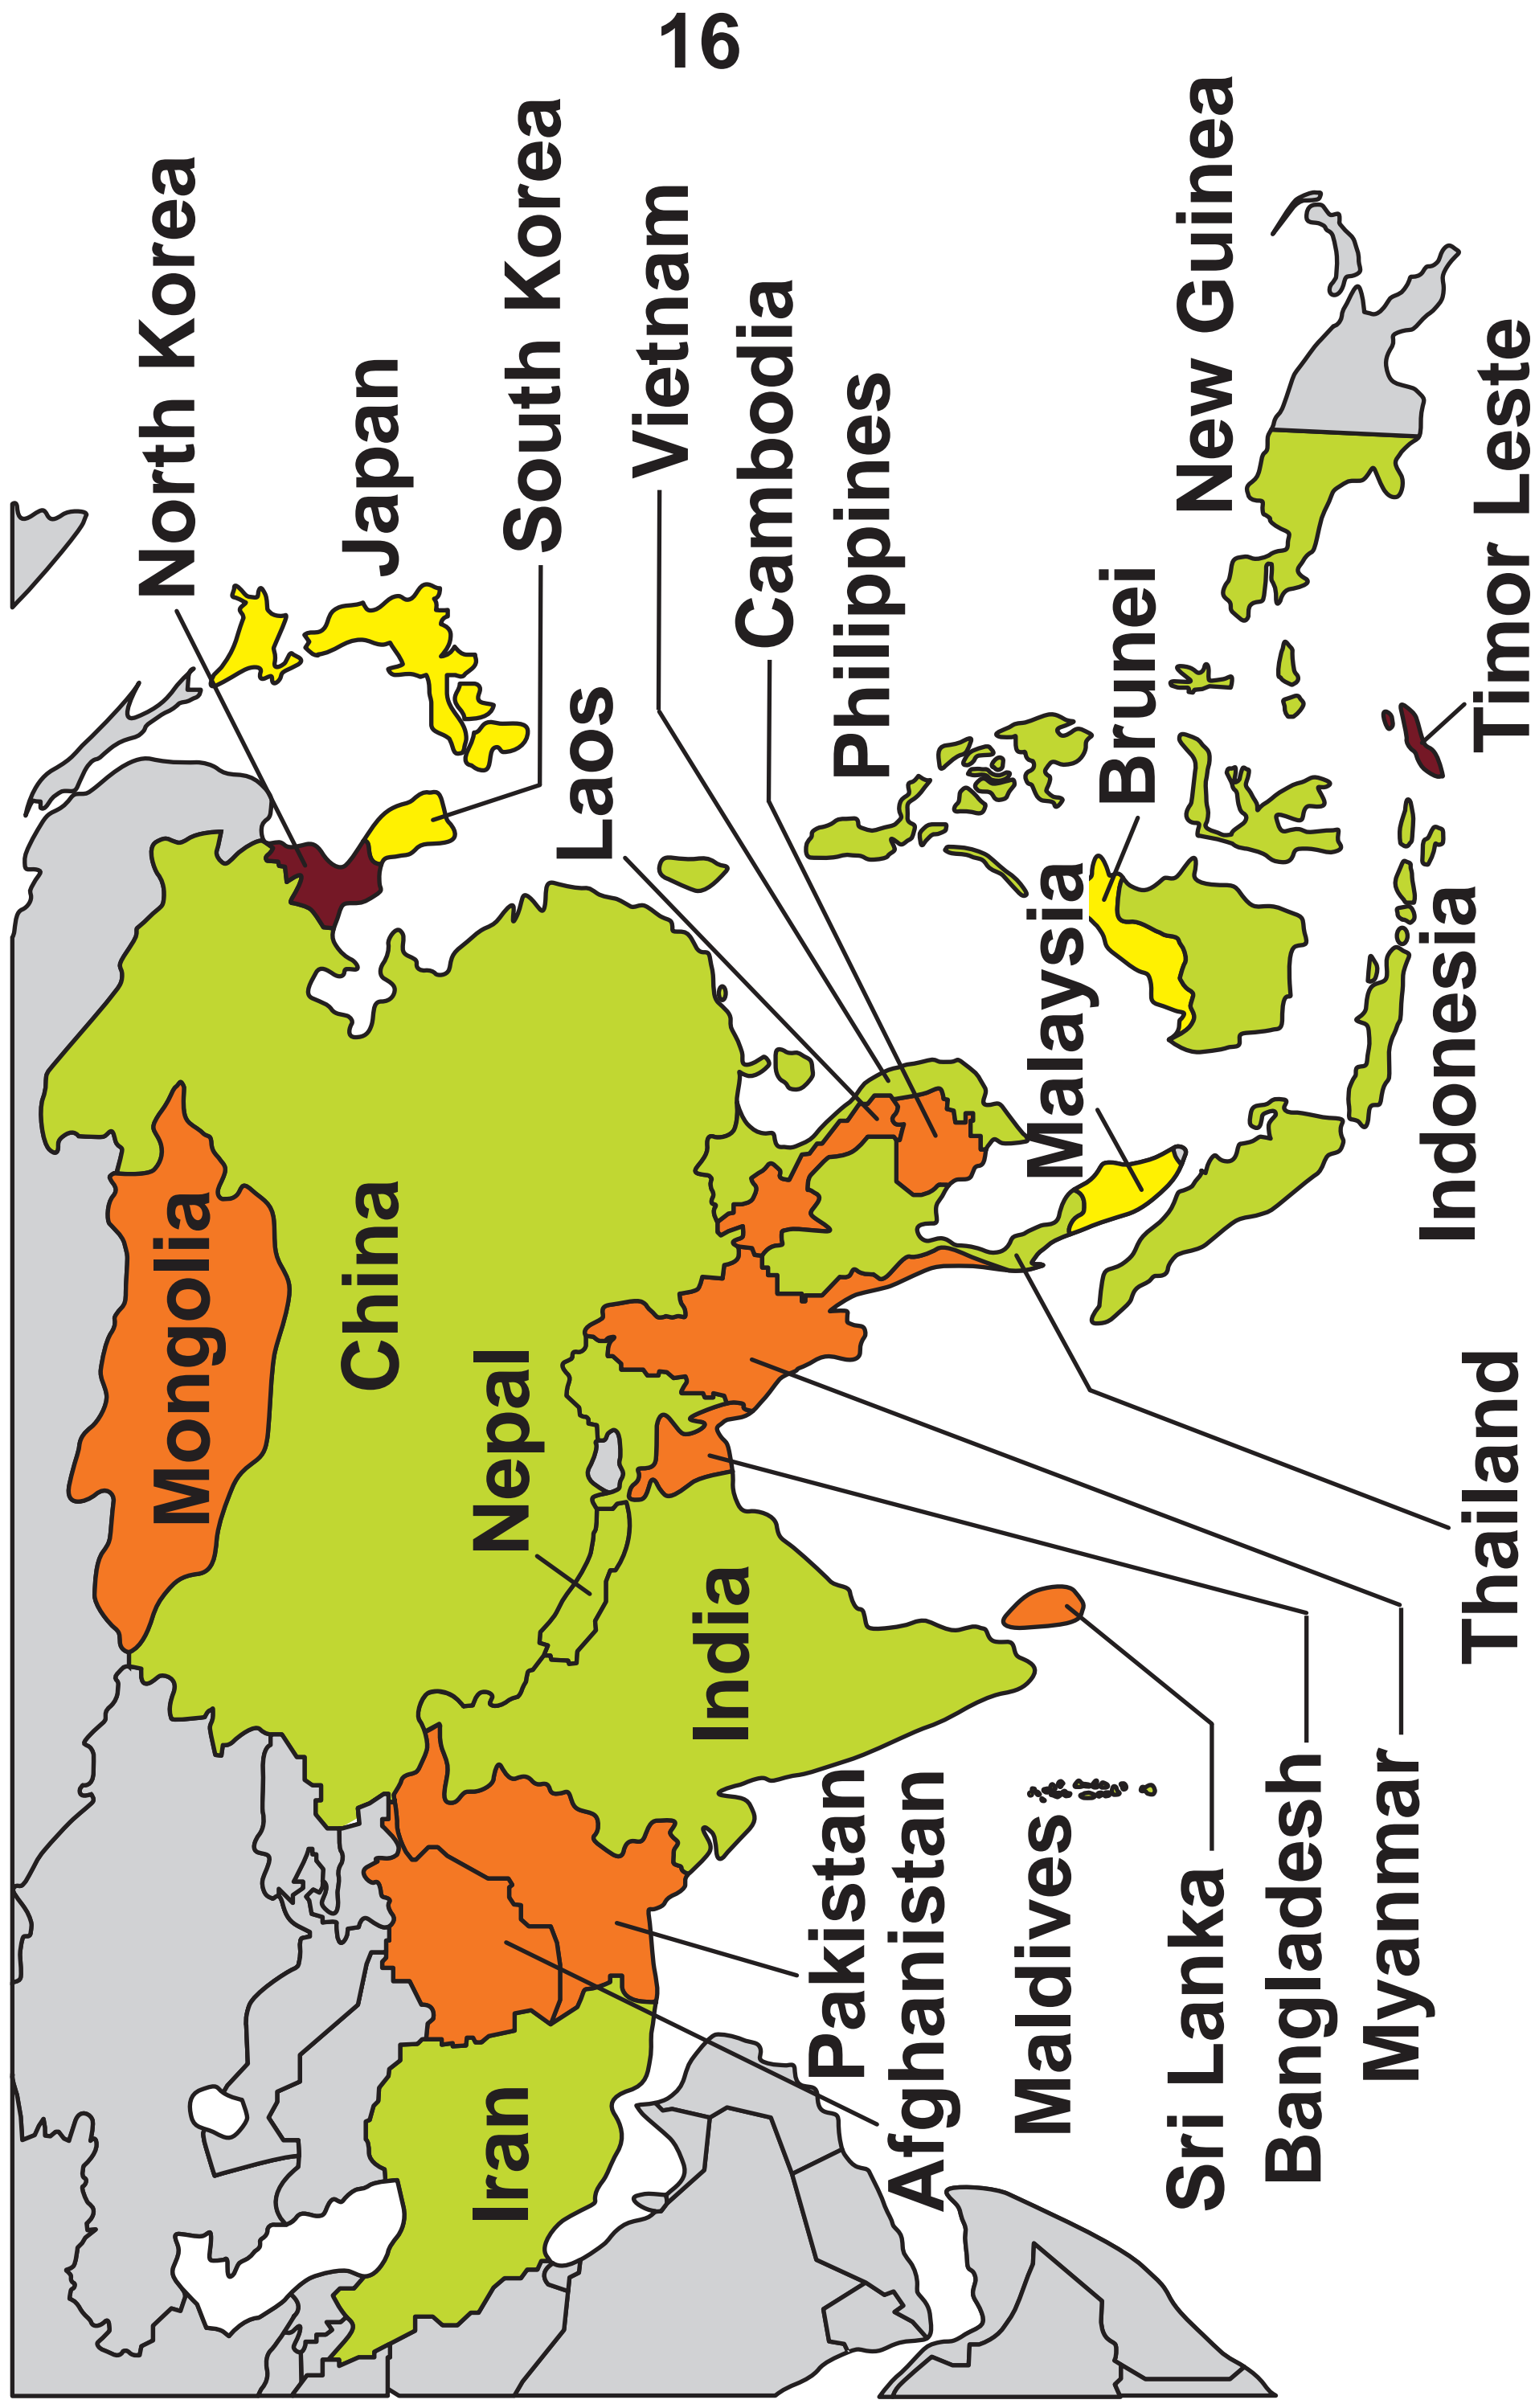 16
North Korea
Japan
South Korea
Vietnam
Cambodia
Philippines
New Guinea
Timor Leste
Brunei
Laos
Malaysia
Indonesia
Mongolia
China
Nepal
India
Thailand
Pakistan
Afghanistan
Maldives
Sri Lanka
Bangladesh
Myanmar
Iran